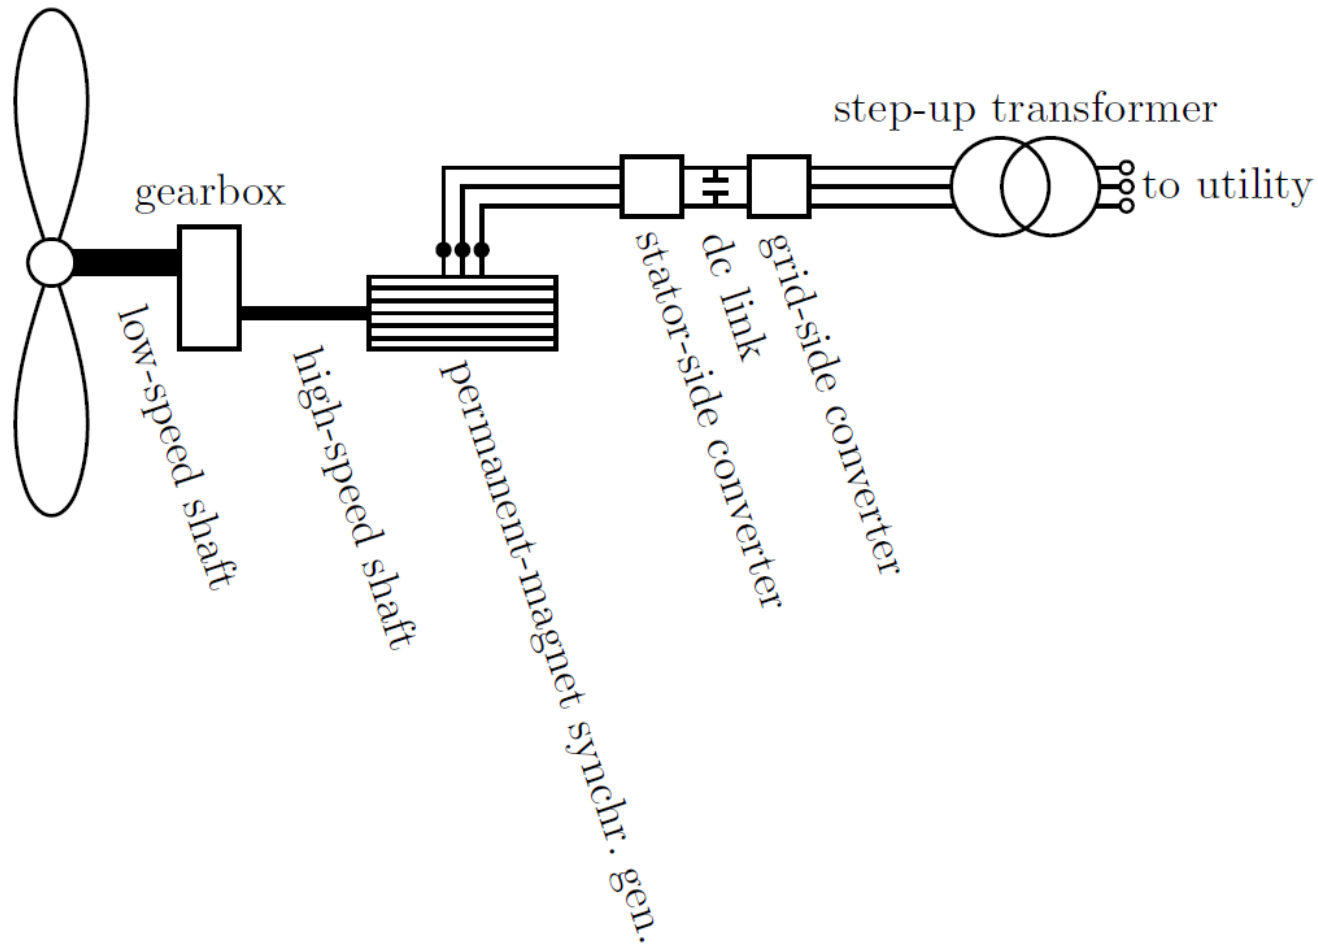 step-up transformer
gearbox
to utility
low-speed shaft
high-speed shaft
permanent-magnet synchr. gen.
stator-side converter
dc link
grid-side converter